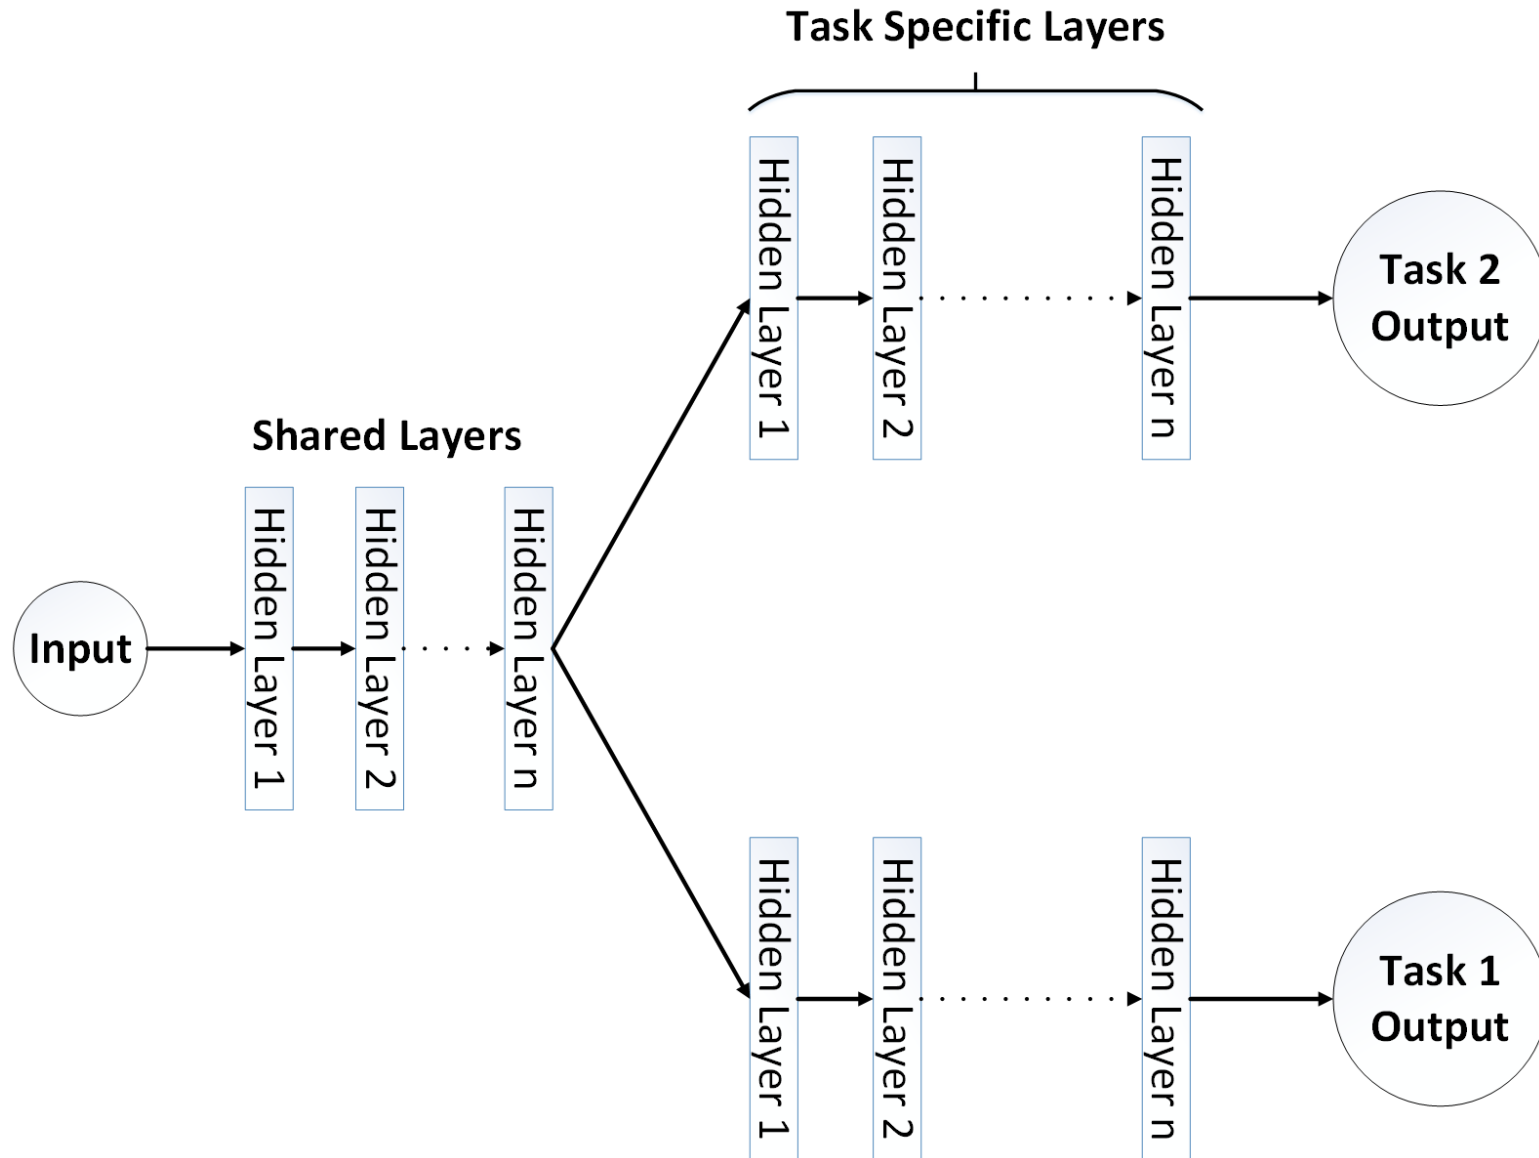 Task Specific Layers
Hidden Layer 1
Hidden Layer 2
Hidden Layer n
Task 2
Output
Shared Layers
Input
Hidden Layer 1
Hidden Layer 2
Hidden Layer n
Hidden Layer 1
Hidden Layer 2
Hidden Layer n
Task 1
Output